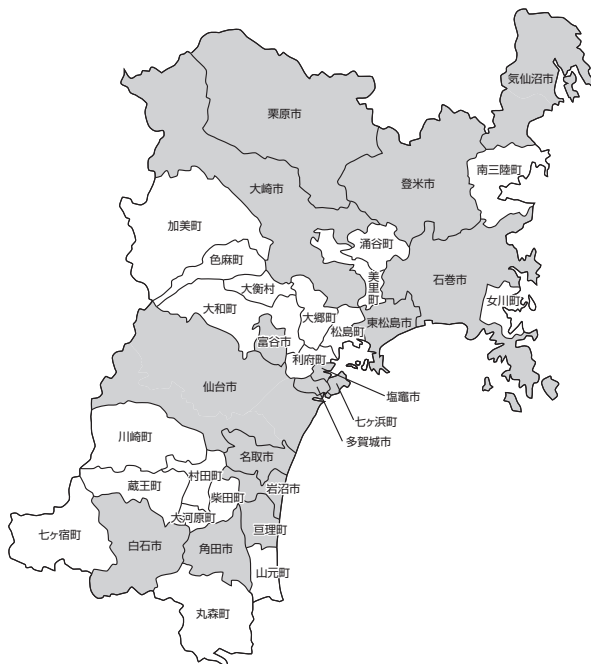 気仙沼市
栗原市
南三陸町
登米市
大崎市
加美町
涌谷町
色麻町
美里町
石巻市
大衡村
女川町
大和町
大郷町
松島町
東松島市
富谷市
利府町
仙台市
塩竈市
七ヶ浜町
多賀城市
川崎町
名取市
村田町
蔵王町
岩沼市
柴田町
大河原町
亘理町
七ヶ宿町
白石市
角田市
山元町
丸森町